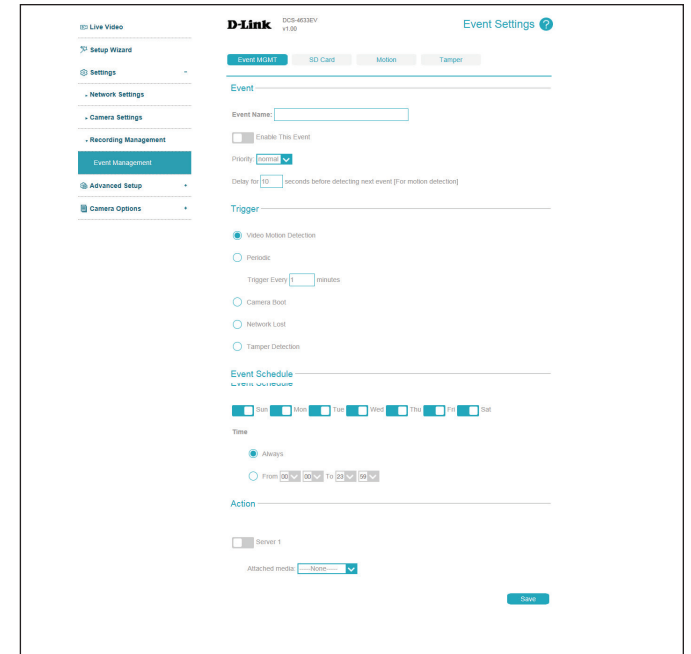 Live Video
Setup Wizard
Settings -
Network Settings
Camera Settings
Recording Management
Event Management
Advanced Setup +
Camera Options +
D-Link DCS-4633EV
v1.00
Event Settings ?
Event MGMT SD Card Motion Tamper
Event
Event Name:
Enable This Event
Priority: normal
Delay for 10 seconds before detecting next event [For motion detection]
Trigger
Video Motion Detection
Periodic
Trigger Every 1 minutes
Camera Boot
Network Lost
Tamper Detection
Event Schedule
Event Schedule
Sun Mon Tue Wed Thu Fri Sat
Time
Always
From 00 00 To 23 59
Action
Server 1
Attached media: -----None-----
Save